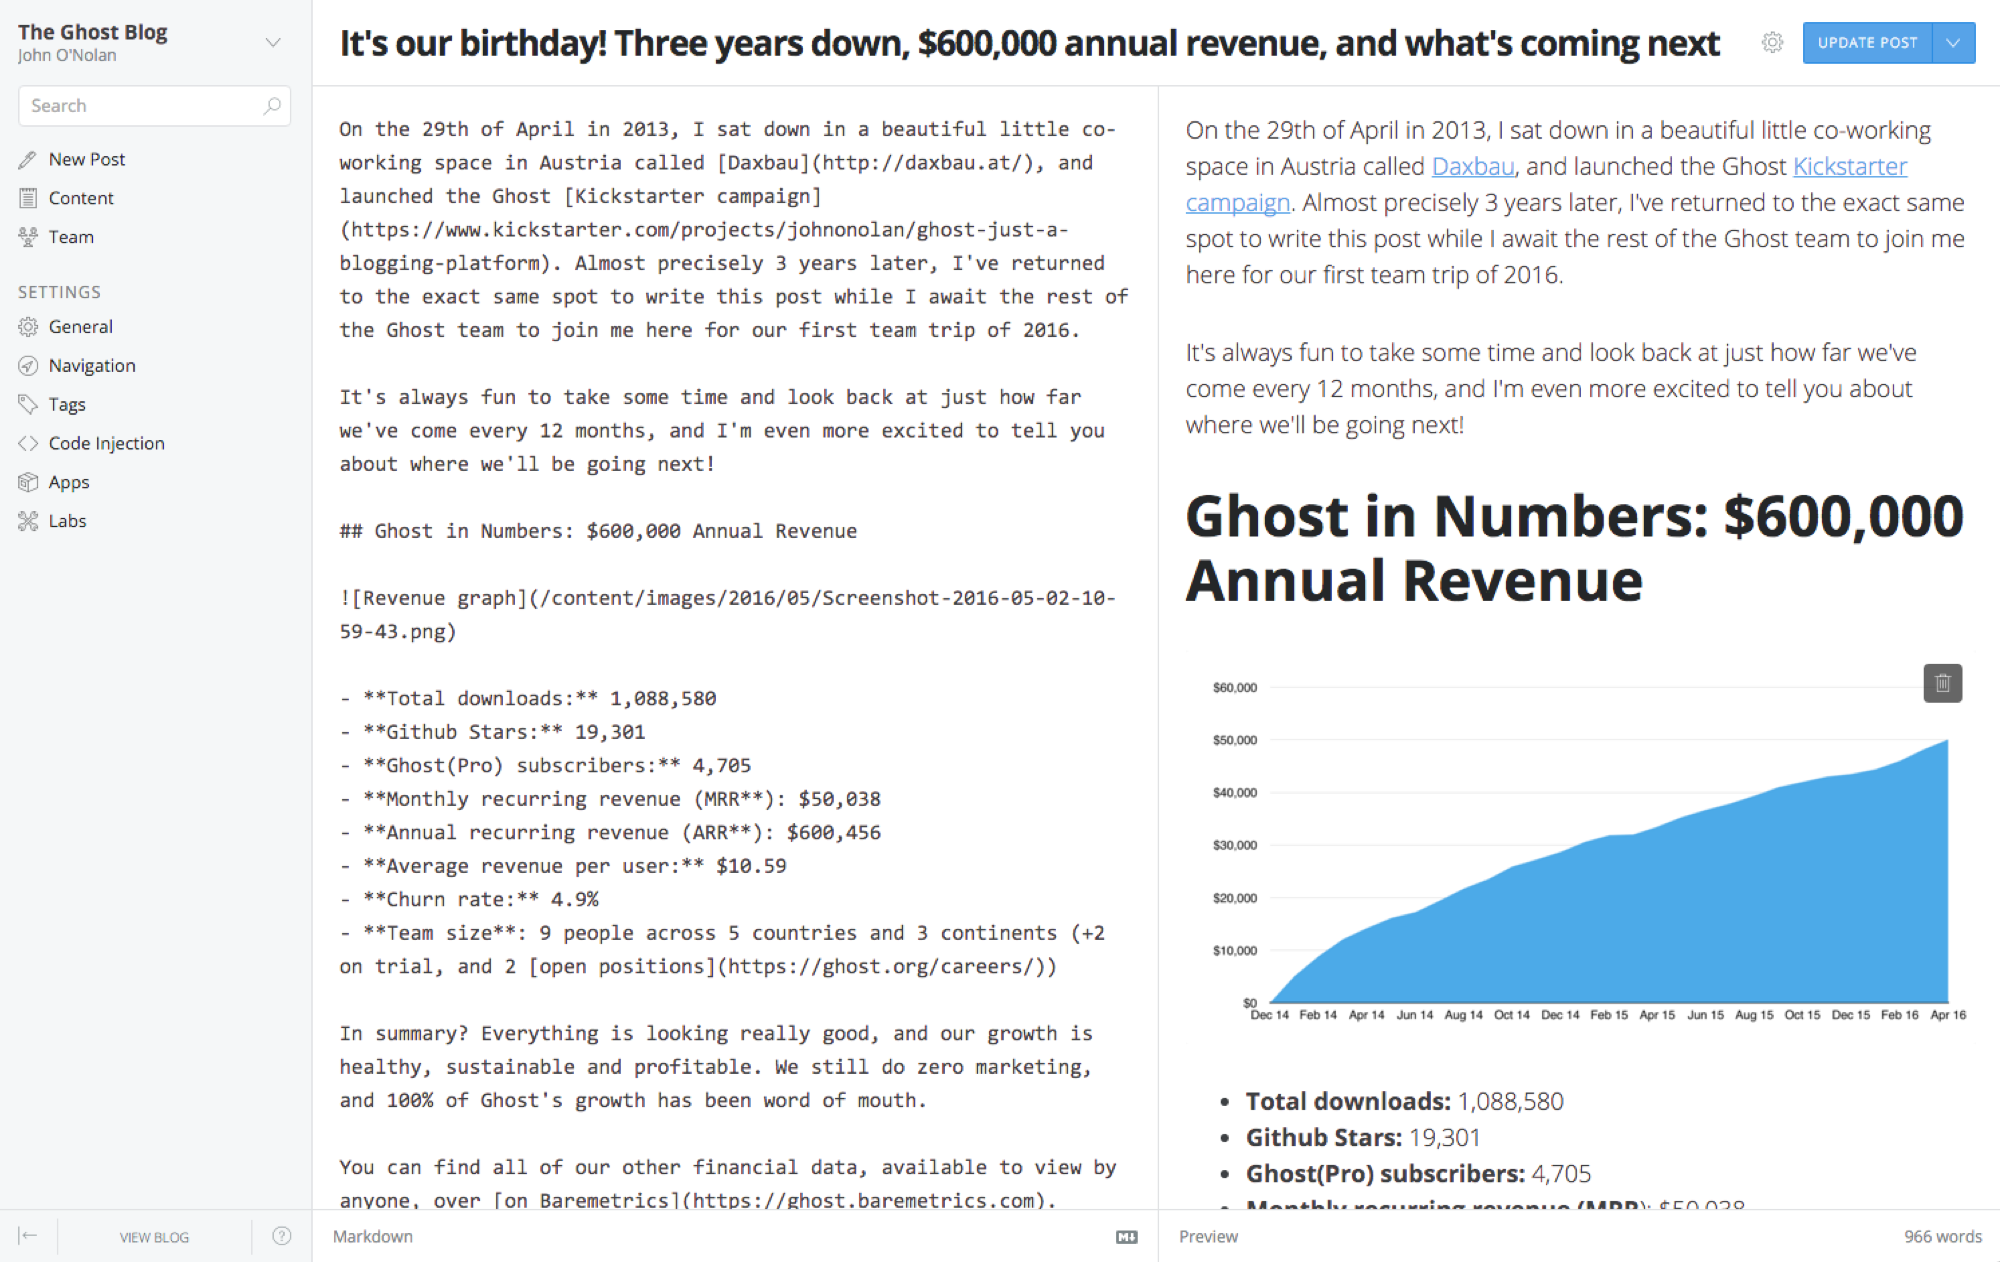 The Ghost Blog
John O'Nolan
Search
New Post
Content
Team
SETTINGS
General
Navigation
Tags
Code Injection
Apps
Labs
VIEW BLOG
?
It's our birthday! Three years down, $600,000 annual revenue, and what's coming next
UPDATE POST
On the 29th of April in 2013, I sat down in a beautiful little co-
working space in Austria called [Daxbau](http://daxbau.at/), and
launched the Ghost [Kickstarter campaign]
(https://www.kickstarter.com/projects/johnonolan/ghost-just-a-
blogging-platform). Almost precisely 3 years later, I've returned
to the exact same spot to write this post while I await the rest of
the Ghost team to join me here for our first team trip of 2016.
It's always fun to take some time and look back at just how far
we've come every 12 months, and I'm even more excited to tell you
about where we'll be going next!
## Ghost in Numbers: $600,000 Annual Revenue
![Revenue graph](/content/images/2016/05/Screenshot-2016-05-02-10-
59-43.png)
- **Total downloads:** 1,088,580
- **Github Stars:** 19,301
- **Ghost(Pro) subscribers:** 4,705
- **Monthly recurring revenue (MRR**): $50,038
- **Annual recurring revenue (ARR**): $600,456
- **Average revenue per user:** $10.59
- **Churn rate:** 4.9%
- **Team size**: 9 people across 5 countries and 3 continents (+2
on trial, and 2 [open positions](https://ghost.org/careers/))
In summary? Everything is looking really good, and our growth is
healthy, sustainable and profitable. We still do zero marketing,
and 100% of Ghost's growth has been word of mouth.
You can find all of our other financial data, available to view by
anyone, over [on Baremetrics](https://ghost.baremetrics.com).
Markdown
M
On the 29th of April in 2013, I sat down in a beautiful little co-working
space in Austria called Daxbau, and launched the Ghost Kickstarter
campaign. Almost precisely 3 years later, I've returned to the exact same
spot to write this post while I await the rest of the Ghost team to join me
here for our first team trip of 2016.
It's always fun to take some time and look back at just how far we've
come every 12 months, and I'm even more excited to tell you about
where we'll be going next!
Ghost in Numbers: $600,000
Annual Revenue
$60,000
$50,000
$40,000
$30,000
$20,000
$10,000
$0
Dec 14 Feb 14 Apr 14 Jun 14 Aug 14 Oct 14 Dec 14 Feb 15 Apr 15 Jun 15 Aug 15 Oct 15 Dec 15 Feb 16 Apr 16
• Total downloads: 1,088,580
• Github Stars: 19,301
• Ghost(Pro) subscribers: 4,705
• Monthly recurring revenue (MRR): $50,038
Preview
966 words